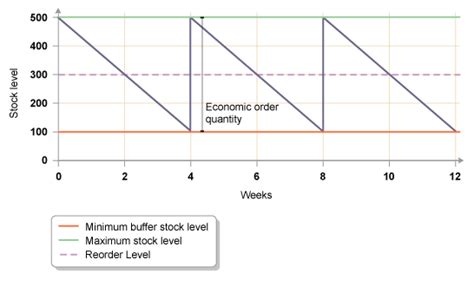 500
400
300
200
100
0
Stock level
Economic order
quantity
0 2 4 6 8 10 12
Weeks
Minimum buffer stock level
Maximum stock level
Reorder Level